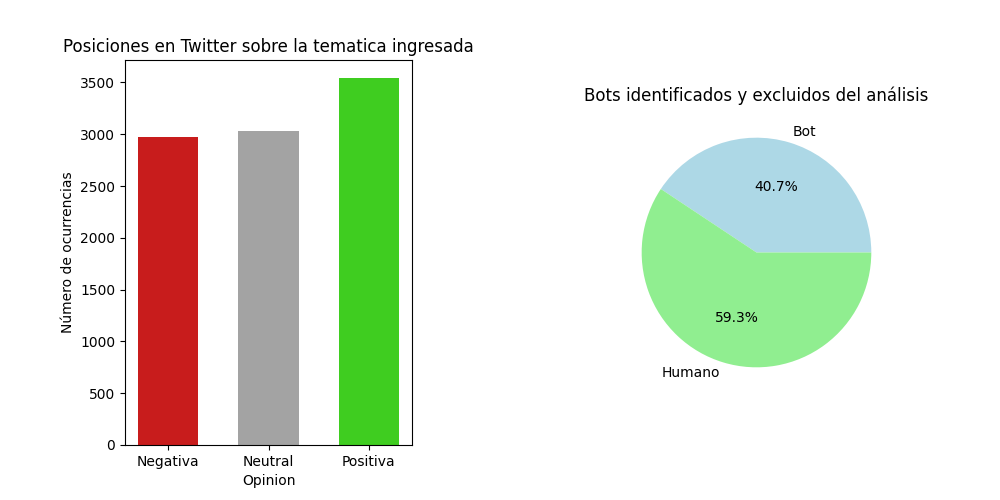 Posiciones en Twitter sobre la tematica ingresada
Número de ocurrencias
3500
3000
2500
2000
1500
1000
500
0
Negativa
Neutral
Positiva
Opinion
Bots identificados y excluidos del análisis
Bot
40.7%
59.3%
Humano